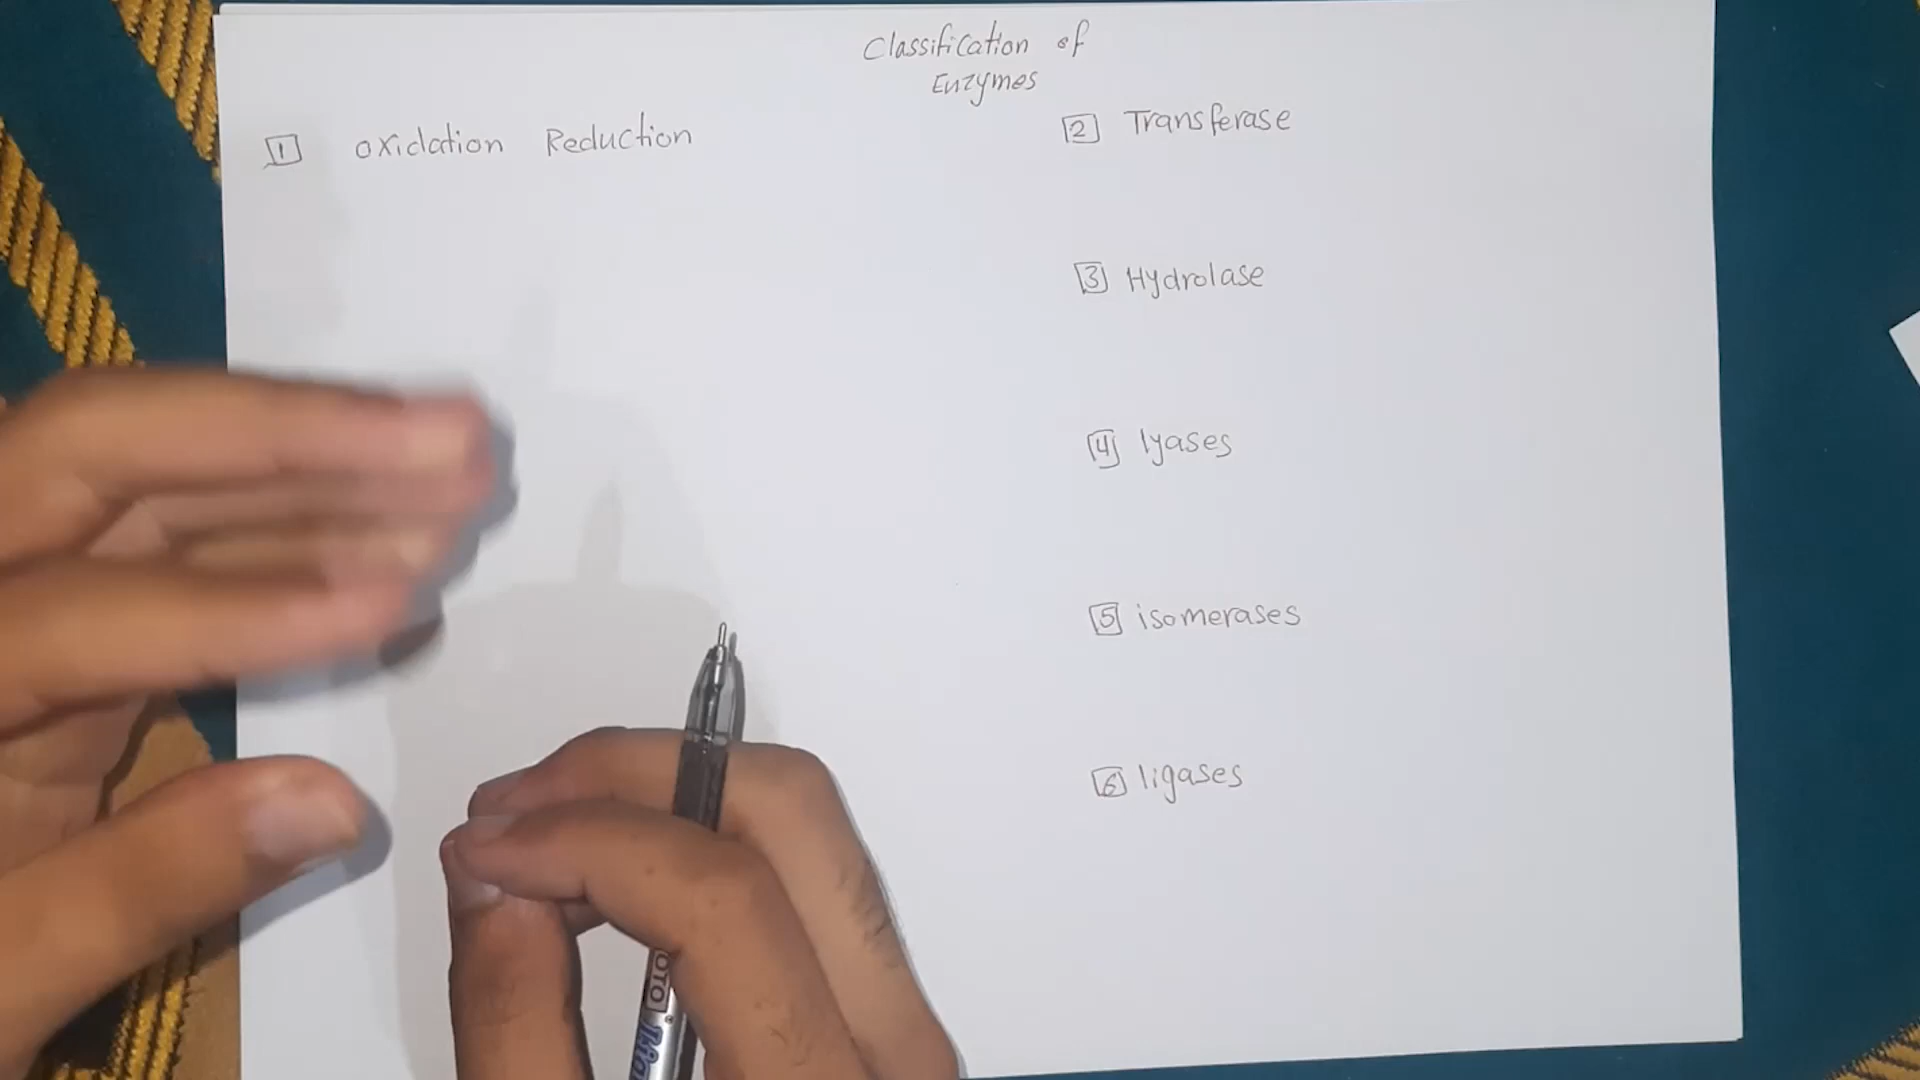 Classification of
Enzymes
1 oxidation Reduction
2 Transferase
3 Hydrolase
4 lyases
5 isomerases
6 ligases